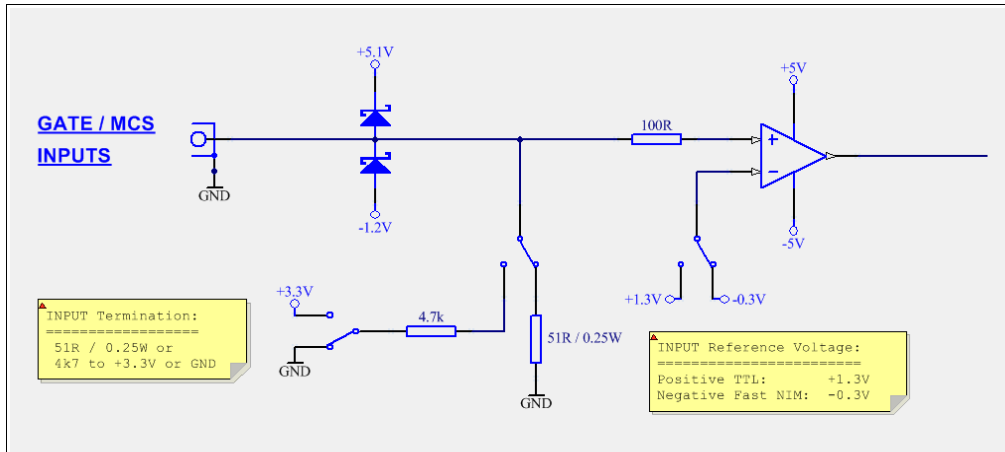 +5.1V
+5V
GATE / MCS
INPUTS
100R
+
-
GND
-1.2V
-5V
+3.3V
4.7k
+1.3V
-0.3V
INPUT Termination:
==================
51R / 0.25W or
4k7 to +3.3V or GND
51R / 0.25W
GND
GND
INPUT Reference Voltage:
========================
Positive TTL: +1.3V
Negative Fast NIM: -0.3V